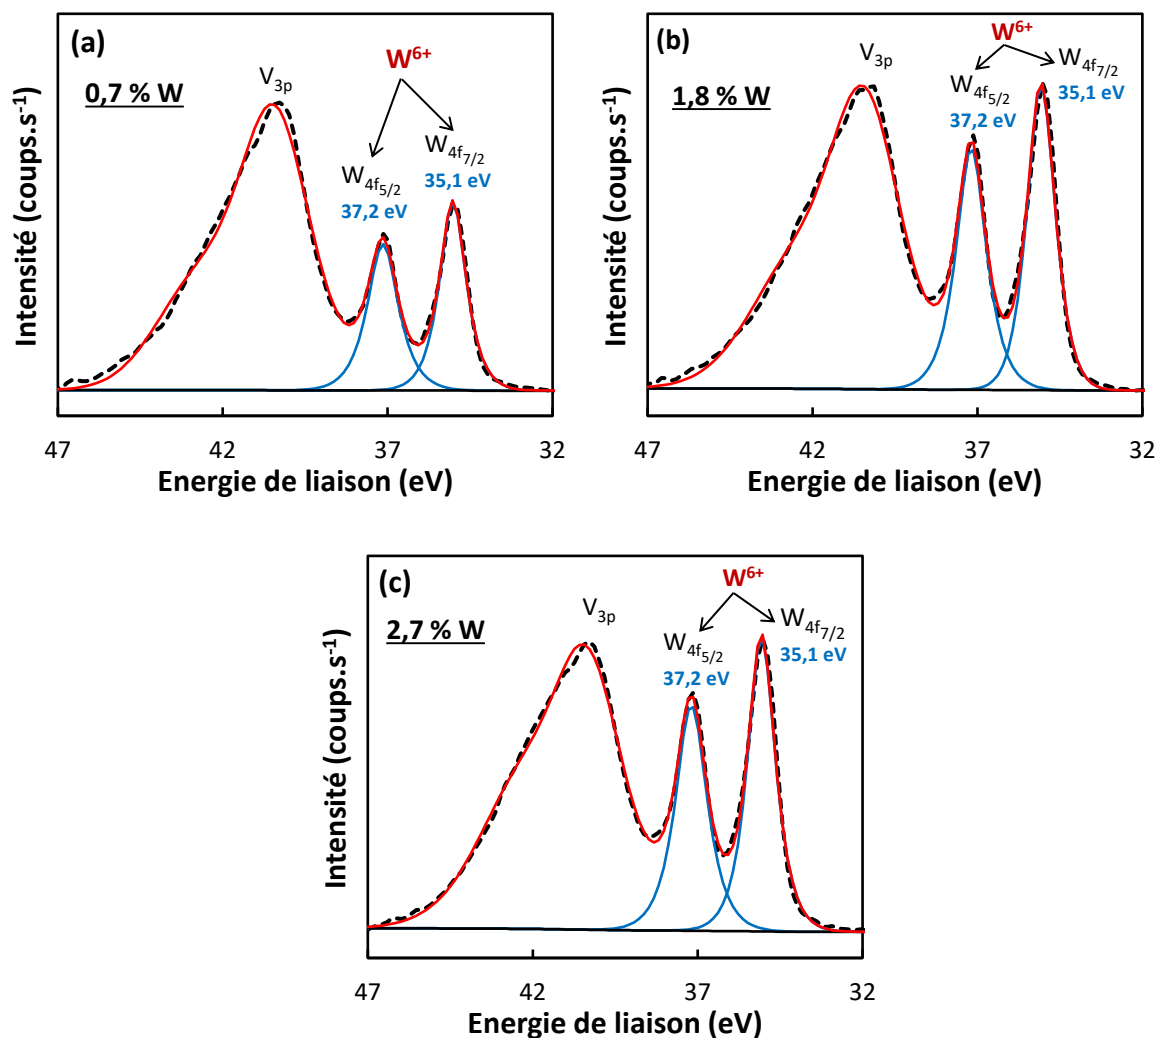 (a)
0,7 % W
V3p
W6+
W4f5/2
37,2 eV
W4f7/2
35,1 eV
Intensité (coups.s-1)
47
42
37
32
Energie de liaison (eV)
(b)
1,8 % W
V3p
W6+
W4f5/2
37,2 eV
W4f7/2
35,1 eV
Intensité (coups.s-1)
47
42
37
32
Energie de liaison (eV)
(c)
2,7 % W
V3p
W6+
W4f5/2
37,2 eV
W4f7/2
35,1 eV
Intensité (coups.s-1)
47
42
37
32
Energie de liaison (eV)